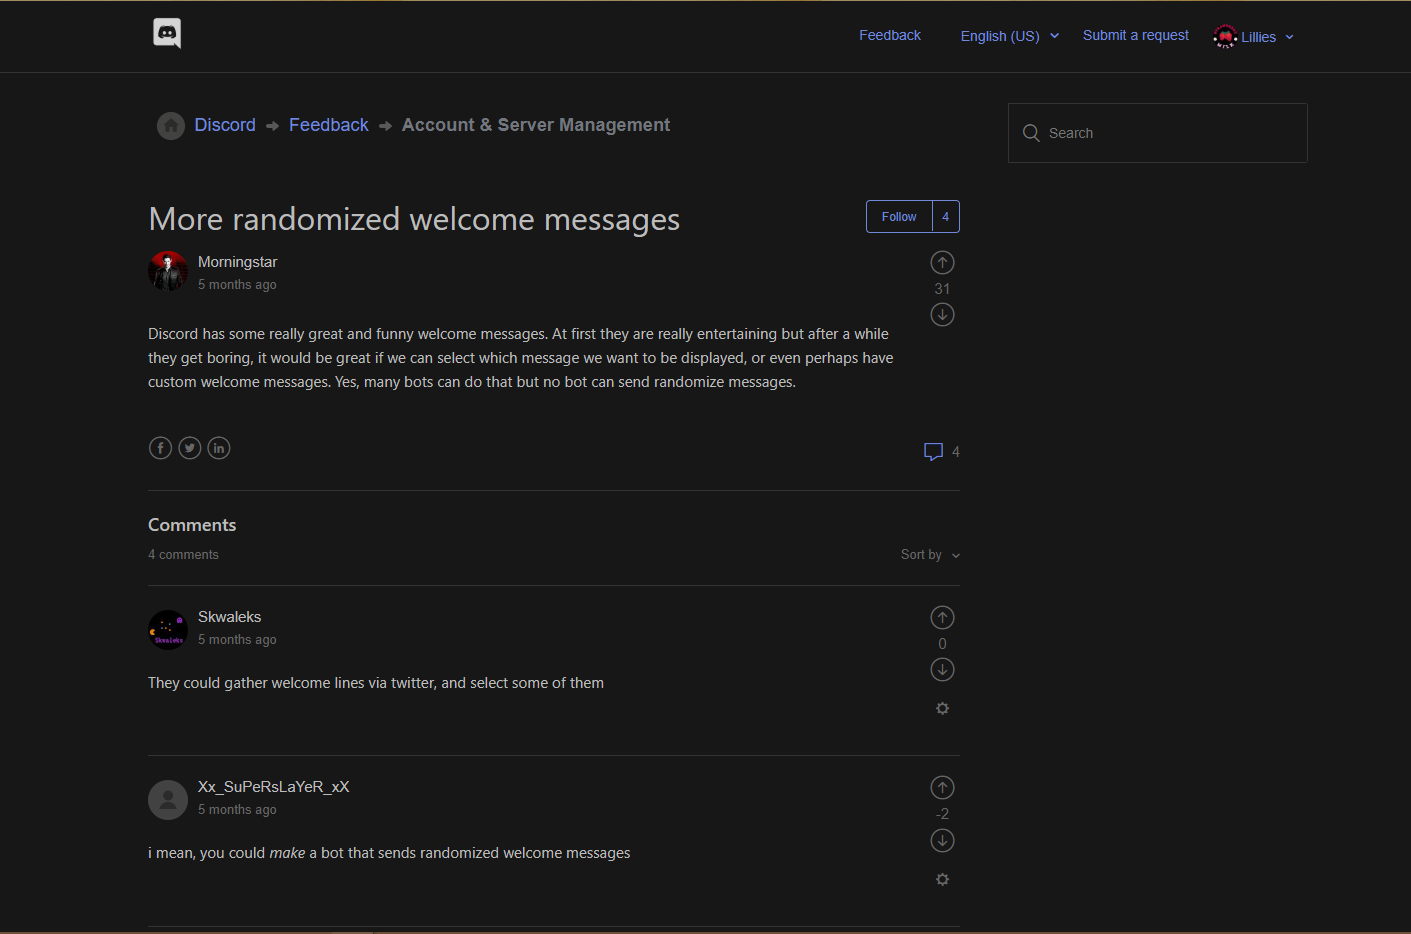 Feedback
English (US)
Submit a request
Lillies
Discord
Feedback
Account & Server Management
Search
More randomized welcome messages
Follow
4
Morningstar
5 months ago
31
Discord has some really great and funny welcome messages. At first they are really entertaining but after a while
they get boring, it would be great if we can select which message we want to be displayed, or even perhaps have
custom welcome messages. Yes, many bots can do that but no bot can send randomize messages.
4
Comments
4 comments
Sort by
Skwaleks
Skwaleks
5 months ago
0
They could gather welcome lines via twitter, and select some of them
Xx_SuPeRsLaYeR_xX
5 months ago
-2
i mean, you could make a bot that sends randomized welcome messages